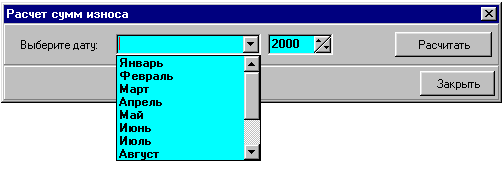 Расчет сумм износа
Выберите дату: 2000 Расчитать
Январь
Февраль
Март
Апрель
Май
Июнь
Июль
Август
Закрыть